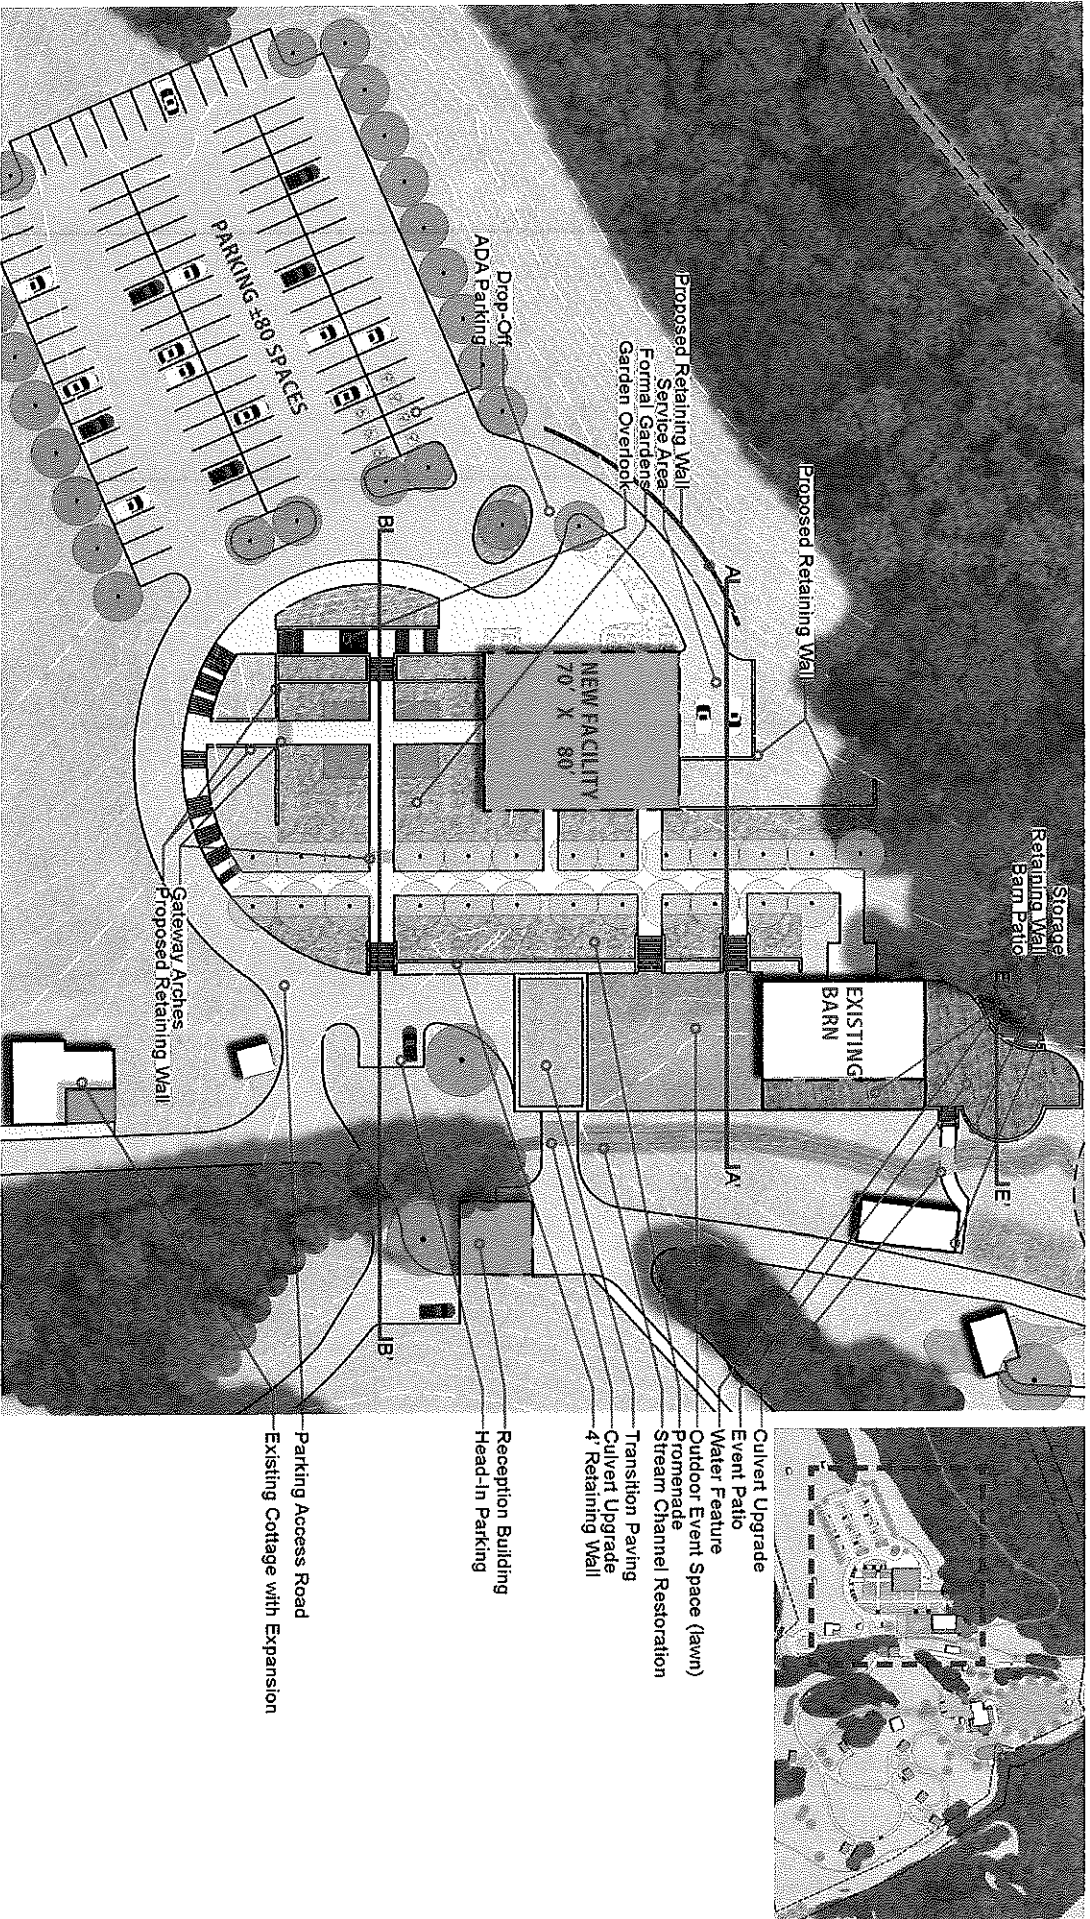 Proposed Retaining Wall
Service Area
Formal Gardens
Garden Overlook
Drop-Off
ADA Parking
Proposed Retaining Wall
Storage
Retaining Wall
Barn Patio
PARKING ±80 SPACES
NEW FACILITY
70' X 80'
EXISTING
BARN
A
A'
B
B'
E
E'
Gateway Arches
Proposed Retaining Wall
Culvert Upgrade
Event Patio
Water Feature
Outdoor Event Space (lawn)
Promenade
Stream Channel Restoration
Transition Paving
Culvert Upgrade
4' Retaining Wall
Reception Building
Head-In Parking
Parking Access Road
Existing Cottage with Expansion